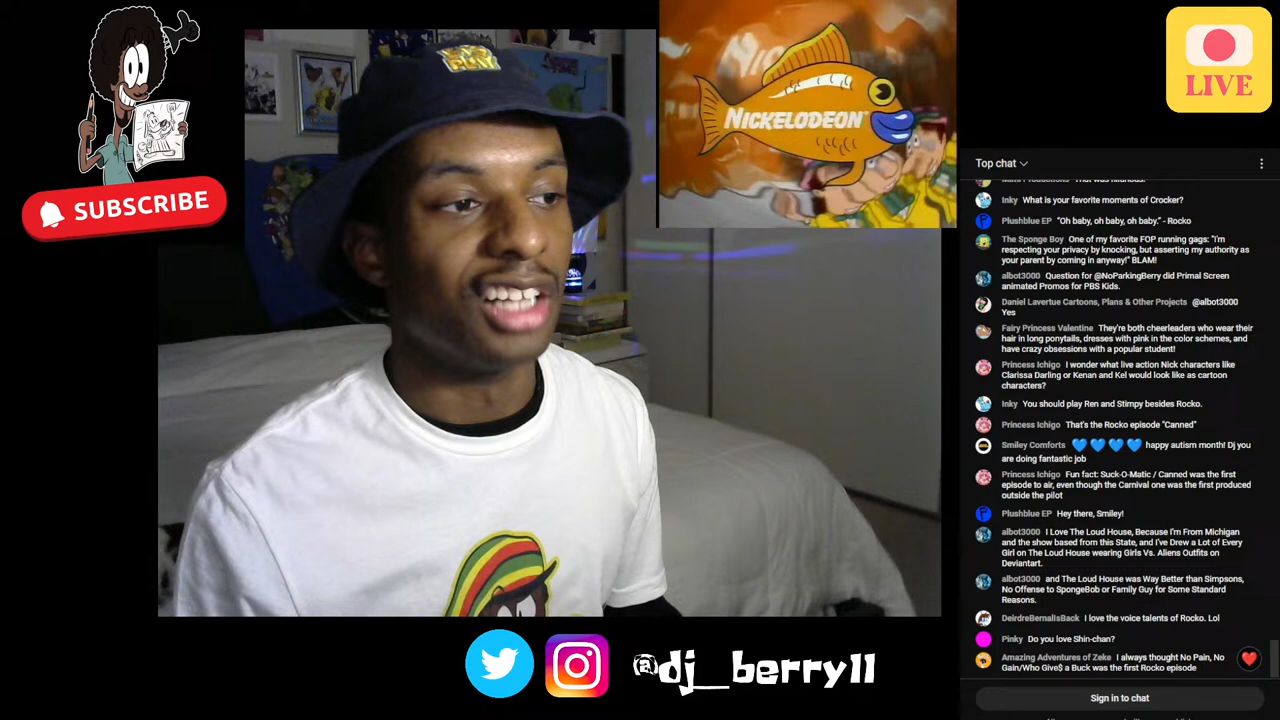 NICKELODEON
LIVE
SUBSCRIBE
PLAY
Top chat
Inky What is your favorite moments of Crocker?
Plushblue EP "Oh baby, oh baby, oh baby." - Rocko
The Sponge Boy One of my favorite FOP running gags: "I'm
respecting your privacy by knocking, but asserting my authority as
your parent by coming in anyway!" BLAM!
albot3000 Question for @NoParkingBerry did Primal Screen
animated Promos for PBS Kids.
Daniel Lavertue Cartoons, Plans & Other Projects @albot3000
Yes
Fairy Princess Valentine They're both cheerleaders who wear their
hair in long ponytails, dresses with pink in the color schemes, and
have crazy obsessions with a popular student!
Princess Ichigo I wonder what live action Nick characters like
Clarissa Darling or Kenan and Kel would look like as cartoon
characters?
Inky You should play Ren and Stimpy besides Rocko.
Princess Ichigo That's the Rocko episode "Canned"
Smiley Comforts 💙💙💙💙 happy autism month! Dj you
are doing fantastic job
Princess Ichigo Fun fact: Suck-O-Matic / Canned was the first
episode to air, even though the Carnival one was the first produced
outside the pilot
Plushblue EP Hey there, Smiley!
albot3000 I Love The Loud House, Because I'm From Michigan
and the show based from this State, and I've Drew a Lot of Every
Girl on The Loud House wearing Girls Vs. Aliens Outfits on
Deviantart.
albot3000 and The Loud House was Way Better than Simpsons,
No Offense to SpongeBob or Family Guy for Some Standard
Reasons.
DeirdreBernalIsBack I love the voice talents of Rocko. Lol
Pinky Do you love Shin-chan?
Amazing Adventures of Zeke I always thought No Pain, No
Gain/Who Give$ a Buck was the first Rocko episode
Sign in to chat
@dj_berry11